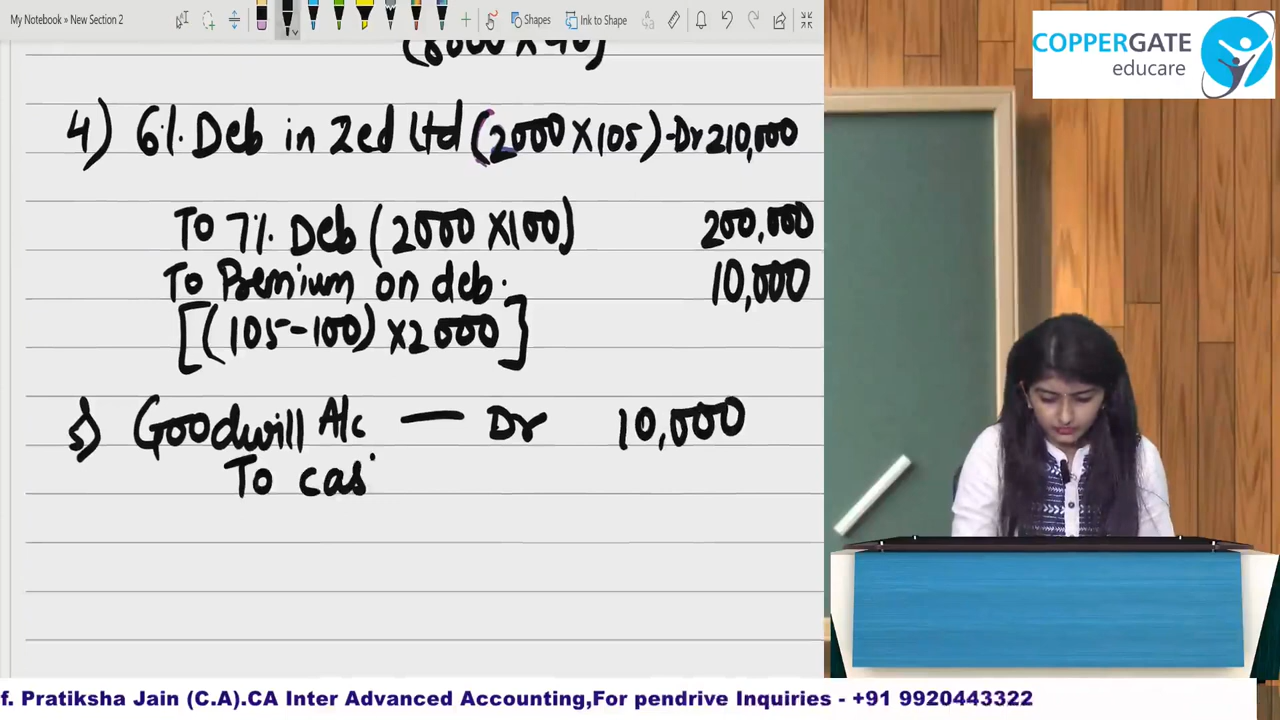 My Notebook » New Section 2
Shapes
Ink to Shape
COPPERGATE
educare
(8000 X 40)
4) 6% Deb in Zed Ltd (2000 X 105) - Dr 210,000
To 7% Deb (2000 X 100) 200,000
To Premium on deb. 10,000
[(105-100) X 2000]
5) Goodwill A/c — Dr 10,000
To cas
f. Pratiksha Jain (C.A).CA Inter Advanced Accounting,For pendrive Inquiries - +91 9920443322